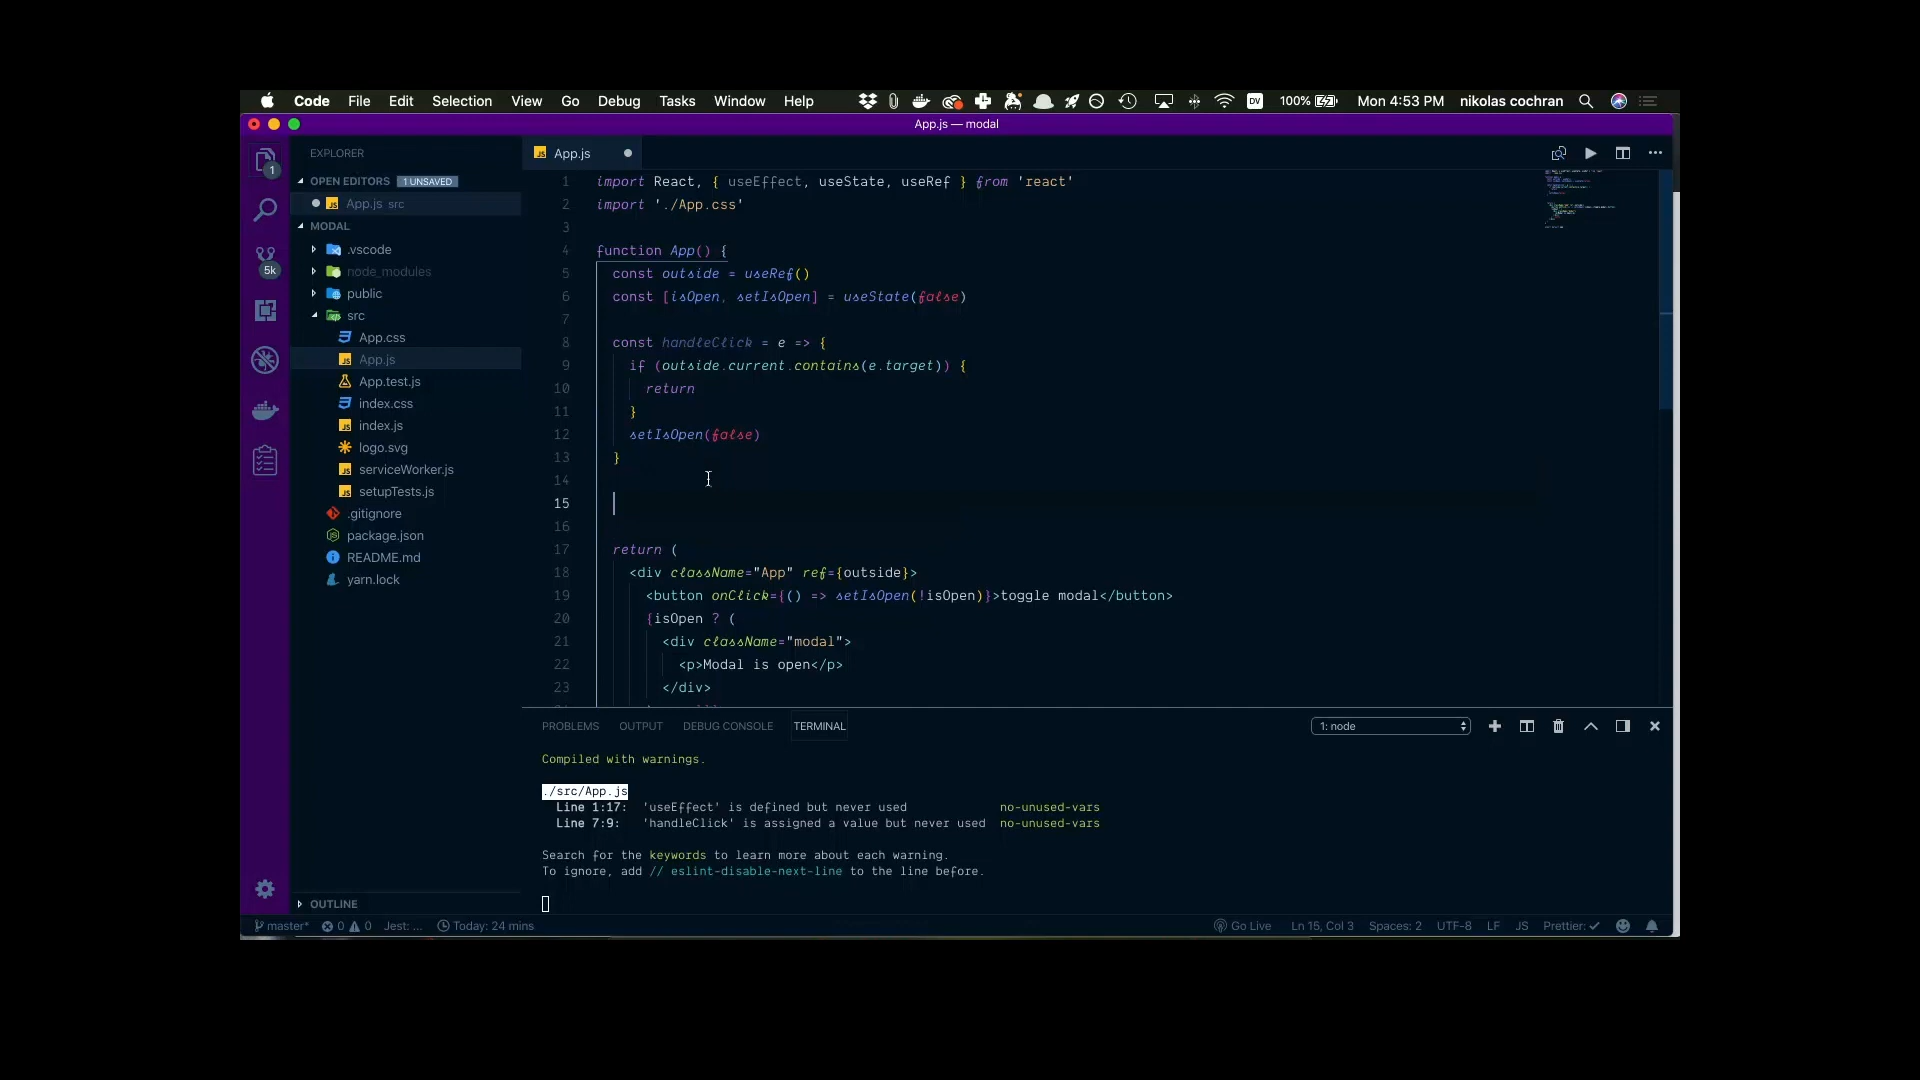 Code File Edit Selection View Go Debug Tasks Window Help DV 100% Mon 4:53 PM nikolas cochran
App.js — modal
EXPLORER
OPEN EDITORS 1 UNSAVED
App.js src
MODAL
.vscode
node_modules
public
src
App.css
App.js
App.test.js
index.css
index.js
logo.svg
serviceWorker.js
setupTests.js
.gitignore
package.json
README.md
yarn.lock
OUTLINE
1
5k
App.js
1 import React, { useEffect, useState, useRef } from 'react'
2 import './App.css'
3
4 function App() {
5 const outside = useRef()
6 const [isOpen, setIsOpen] = useState(false)
7
8 const handleClick = e => {
9 if (outside.current.contains(e.target)) {
10 return
11 }
12 setIsOpen(false)
13 }
14
15
16
17 return (
18 <div className="App" ref={outside}>
19 <button onClick={() => setIsOpen(!isOpen)}>toggle modal</button>
20 {isOpen ? (
21 <div className="modal">
22 <p>Modal is open</p>
23 </div>
PROBLEMS OUTPUT DEBUG CONSOLE TERMINAL 1: node
Compiled with warnings.
./src/App.js
Line 1:17: 'useEffect' is defined but never used no-unused-vars
Line 7:9: 'handleClick' is assigned a value but never used no-unused-vars
Search for the keywords to learn more about each warning.
To ignore, add // eslint-disable-next-line to the line before.
master* 0 0 Jest: ... Today: 24 mins Go Live Ln 15, Col 3 Spaces: 2 UTF-8 LF JS Prettier: ✓